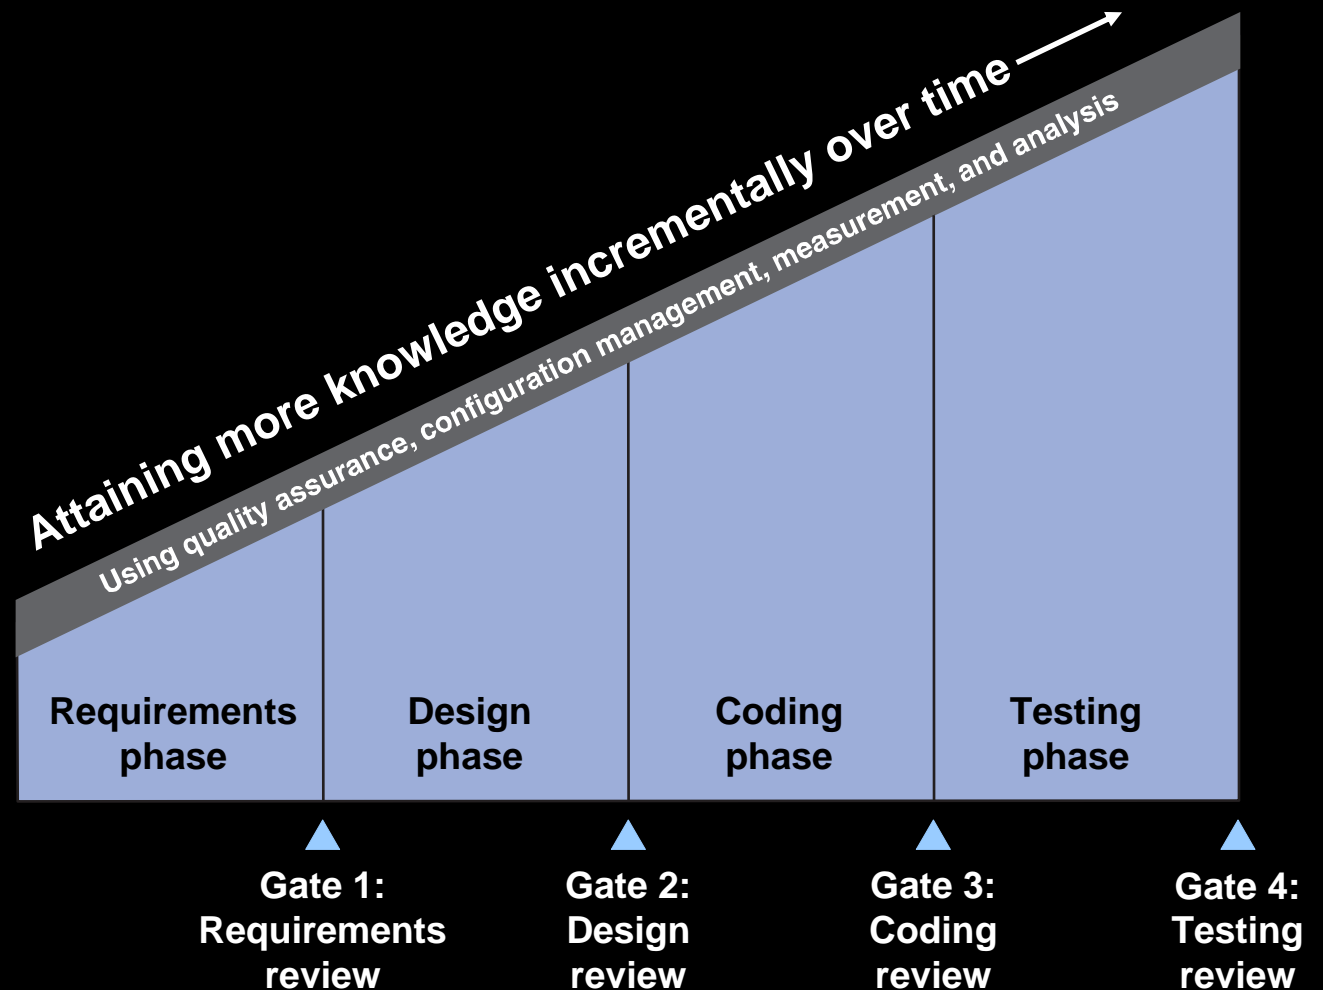 Attaining more knowledge incrementally over time
Using quality assurance, configuration management, measurement, and analysis
Requirements
phase
Design
phase
Coding
phase
Testing
phase
Gate 1:
Requirements
review
Gate 2:
Design
review
Gate 3:
Coding
review
Gate 4:
Testing
review